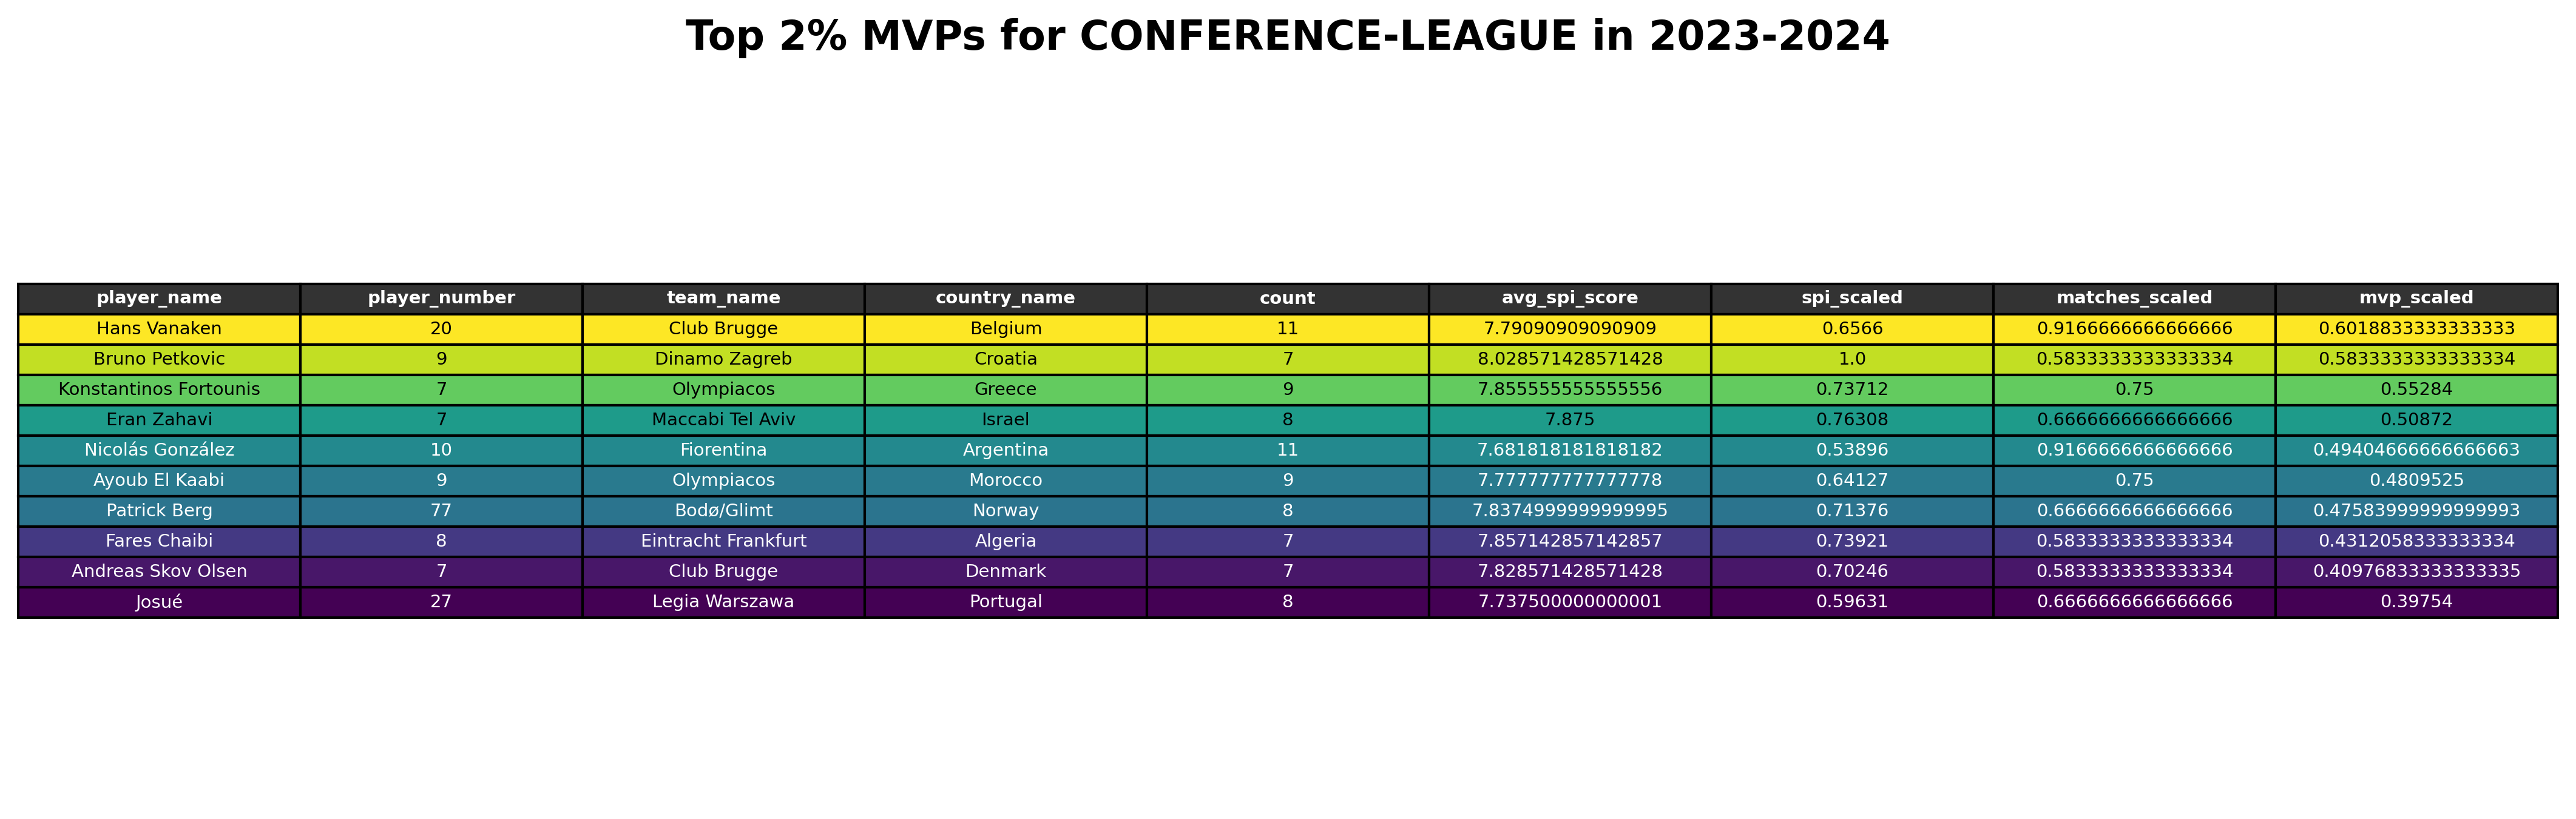 Top 2% MVPs for CONFERENCE-LEAGUE in 2023-2024
player_name player_number team_name country_name count avg_spi_score spi_scaled matches_scaled mvp_scaled
Hans Vanaken 20 Club Brugge Belgium 11 7.79090909090909 0.6566 0.9166666666666666 0.6018833333333333
Bruno Petkovic 9 Dinamo Zagreb Croatia 7 8.028571428571428 1.0 0.5833333333333334 0.5833333333333334
Konstantinos Fortounis 7 Olympiacos Greece 9 7.855555555555556 0.73712 0.75 0.55284
Eran Zahavi 7 Maccabi Tel Aviv Israel 8 7.875 0.76308 0.6666666666666666 0.50872
Nicolás González 10 Fiorentina Argentina 11 7.681818181818182 0.53896 0.9166666666666666 0.49404666666666663
Ayoub El Kaabi 9 Olympiacos Morocco 9 7.777777777777778 0.64127 0.75 0.4809525
Patrick Berg 77 Bodø/Glimt Norway 8 7.8374999999999995 0.71376 0.6666666666666666 0.47583999999999993
Fares Chaibi 8 Eintracht Frankfurt Algeria 7 7.857142857142857 0.73921 0.5833333333333334 0.4312058333333334
Andreas Skov Olsen 7 Club Brugge Denmark 7 7.828571428571428 0.70246 0.5833333333333334 0.40976833333333335
Josué 27 Legia Warszawa Portugal 8 7.737500000000001 0.59631 0.6666666666666666 0.39754